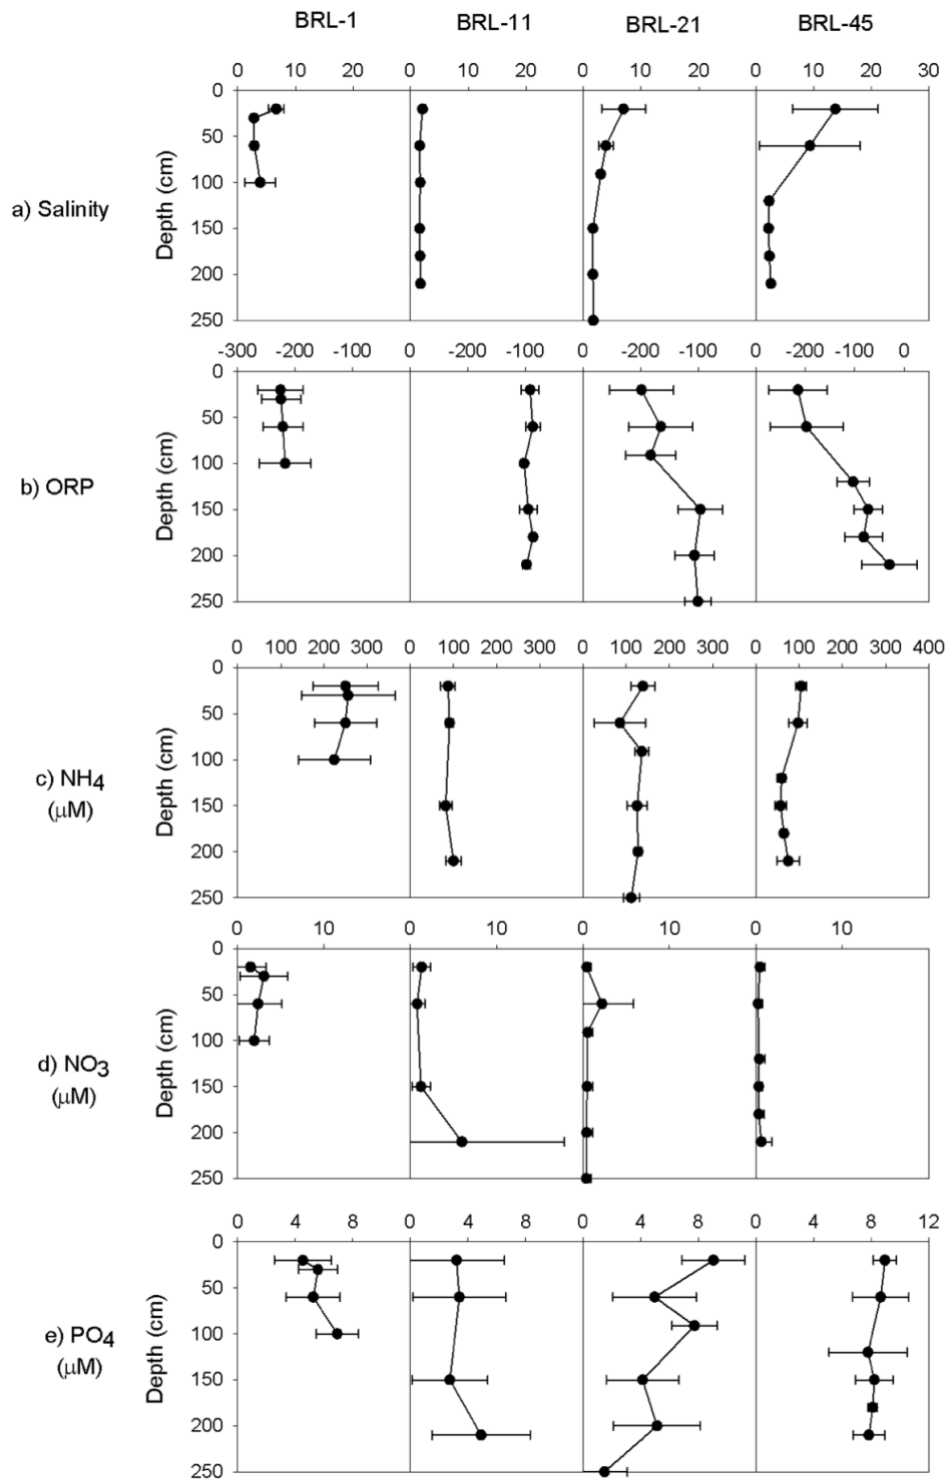 BRL-1 BRL-11 BRL-21 BRL-45
0 10 20 0 10 20 0 10 20 0 10 20 30
0
50
100
150
200
250
Depth (cm)
a) Salinity
-300 -200 -100 0 -200 -100 0 -200 -100 0 -200 -100 0
0
50
100
150
200
250
Depth (cm)
b) ORP
0 100 200 300 0 100 200 300 0 100 200 300 0 100 200 300 400
0
50
100
150
200
250
Depth (cm)
c) NH4
(μM)
0 10 0 10 0 10 0 10
0
50
100
150
200
250
Depth (cm)
d) NO3
(μM)
0 4 8 0 4 8 0 4 8 0 4 8 12
0
50
100
150
200
250
Depth (cm)
e) PO4
(μM)